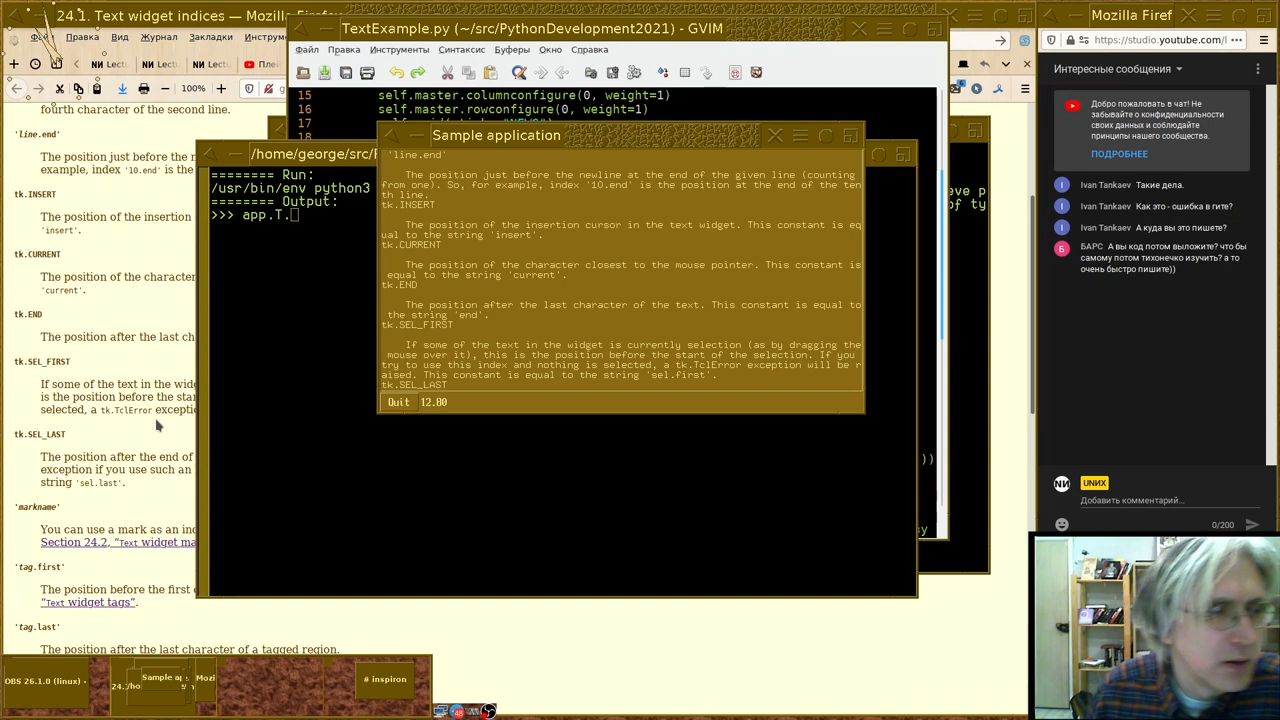 24.1. Text widget indices — Mozilla Firef
Правка Вид Журнал Закладки Инструм
Lect
Lect
100%
fourth character of the second line.
'line.end'
The position just before the n
example, index '10.end' is the
tk.INSERT
The position of the insertion
'insert'.
tk.CURRENT
The position of the character
'current'.
tk.END
The position after the last ch
tk.SEL_FIRST
If some of the text in the widg
is the position before the star
selected, a tk.TclError exceptio
tk.SEL_LAST
The position after the end of
exception if you use such an
string 'sel.last'.
'markname'
You can use a mark as an ind
Section 24.2, “Text widget ma
'tag.first'
The position before the first c
“Text widget tags”.
'tag.last'
The position after the last character of a tagged region.
TextExample.py (~/src/PythonDevelopment2021) - GVIM
Файл Правка Инструменты Синтаксис Буферы Окно Справка
15 self.master.columnconfigure(0, weight=1)
16 self.master.rowconfigure(0, weight=1)
17
18
/home/george/src/P
======== Run:
/usr/bin/env python3
======== Output:
>>> app.T.
Sample application
'line.end'
The position just before the newline at the end of the given line (counting
from one). So, for example, index '10.end' is the position at the end of the ten
th line.
tk.INSERT
The position of the insertion cursor in the text widget. This constant is eq
ual to the string 'insert'.
tk.CURRENT
The position of the character closest to the mouse pointer. This constant is
equal to the string 'current'.
tk.END
The position after the last character of the text. This constant is equal to
the string 'end'.
tk.SEL_FIRST
If some of the text in the widget is currently selection (as by dragging the
mouse over it), this is the position before the start of the selection. If you
try to use this index and nothing is selected, a tk.TclError exception will be r
aised. This constant is equal to the string 'sel.first'.
tk.SEL_LAST
Quit 12.80
eve p
of ty
))
Mozilla Firef
https://studio.youtube.com/l
Интересные сообщения
Добро пожаловать в чат! Не
забывайте о
конфиденциальности
своих данных и соблюдайте
принципы нашего
сообщества.
ПОДРОБНЕЕ
Ivan Tankaev Такие дела.
Ivan Tankaev Как это - ошибка в гите?
Ivan Tankaev А куда вы это пишете?
БАРС А вы код потом выложите? что бы
самому потом тихонечко изучить? а то
очень быстро пишите))
UNИX
Добавить комментарий...
0/200
OBS 26.1.0 (linux) -
Sample ap
Mozi
24.1
# inspiron
48